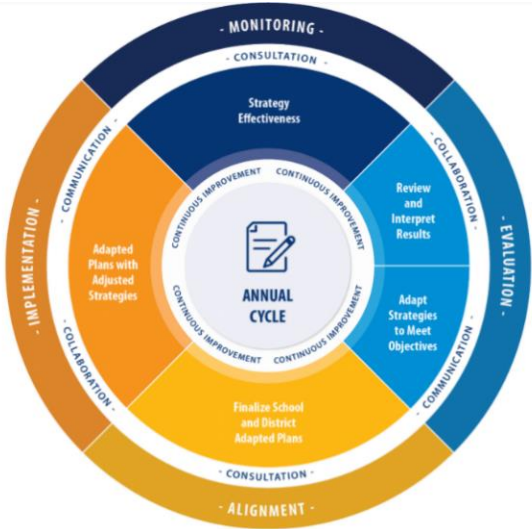 - MONITORING -
- CONSULTATION -
Strategy
Effectiveness
- COLLABORATION -
- EVALUATION -
Review
and
Interpret
Results
Adapt
Strategies
to Meet
Objectives
- COMMUNICATION -
Finalize School
and District
Adapted Plans
- CONSULTATION -
- ALIGNMENT -
- COLLABORATION -
- IMPLEMENTATION -
Adapted
Plans with
Adjusted
Strategies
- COMMUNICATION -
CONTINUOUS IMPROVEMENT
CONTINUOUS IMPROVEMENT
CONTINUOUS IMPROVEMENT
CONTINUOUS IMPROVEMENT
ANNUAL
CYCLE